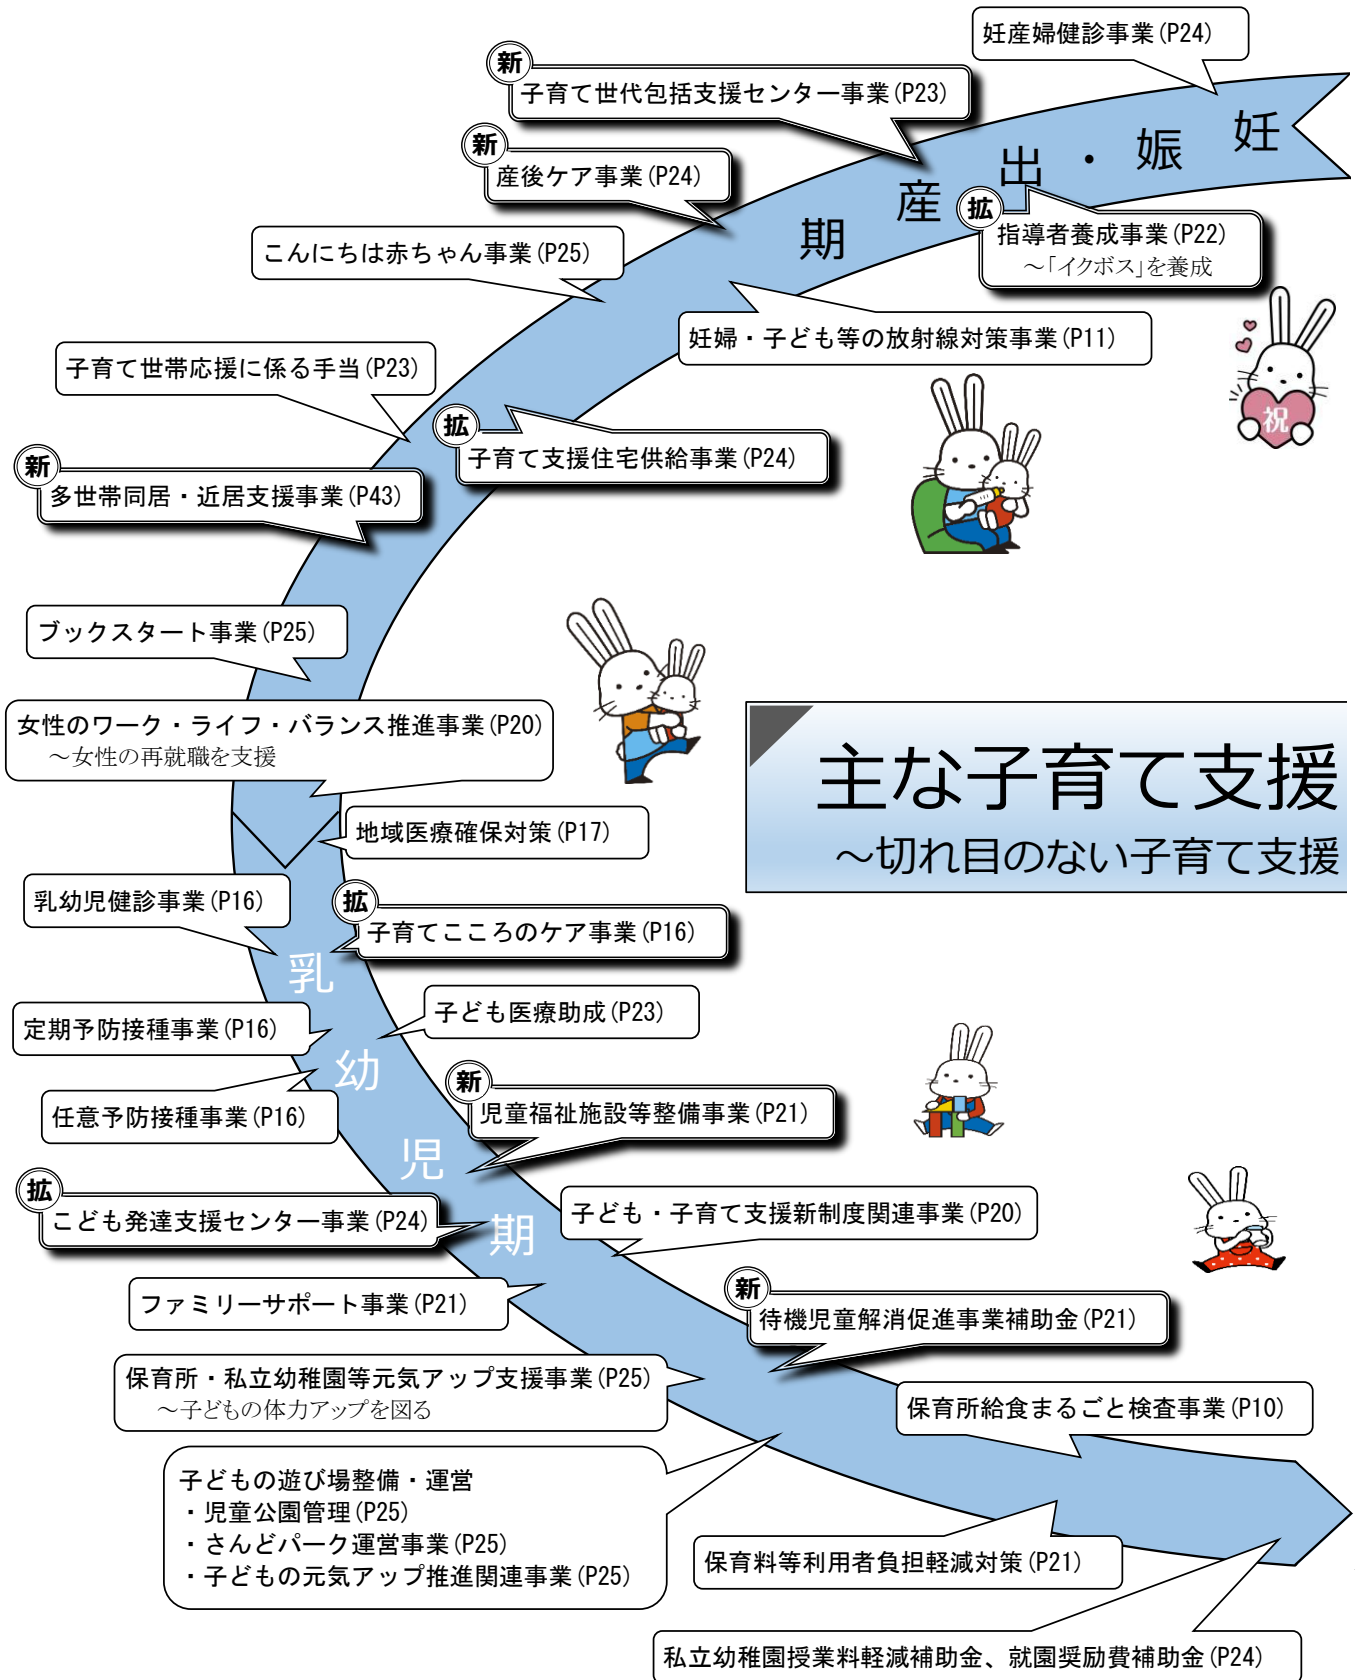 妊産婦健診事業(P24)
新
子育て世代包括支援センター事業(P23)
新
産後ケア事業(P24)
妊娠・出産期
拡
指導者養成事業(P22)
～「イクボス」を養成
こんにちは赤ちゃん事業(P25)
妊婦・子ども等の放射線対策事業(P11)
子育て世帯応援に係る手当(P23)
祝
拡
子育て支援住宅供給事業(P24)
新
多世帯同居・近居支援事業(P43)
ブックスタート事業(P25)
女性のワーク・ライフ・バランス推進事業(P20)
～女性の再就職を支援
主な子育て支援
～切れ目のない子育て支援
地域医療確保対策(P17)
乳幼児健診事業(P16)
拡
子育てこころのケア事業(P16)
乳幼児期
定期予防接種事業(P16)
子ども医療助成(P23)
任意予防接種事業(P16)
新
児童福祉施設等整備事業(P21)
拡
こども発達支援センター事業(P24)
子ども・子育て支援新制度関連事業(P20)
ファミリーサポート事業(P21)
新
待機児童解消促進事業補助金(P21)
保育所・私立幼稚園等元気アップ支援事業(P25)
～子どもの体力アップを図る
保育所給食まるごと検査事業(P10)
子どもの遊び場整備・運営
・児童公園管理(P25)
・さんどパーク運営事業(P25)
・子どもの元気アップ推進関連事業(P25)
保育料等利用者負担軽減対策(P21)
私立幼稚園授業料軽減補助金、就園奨励費補助金(P24)